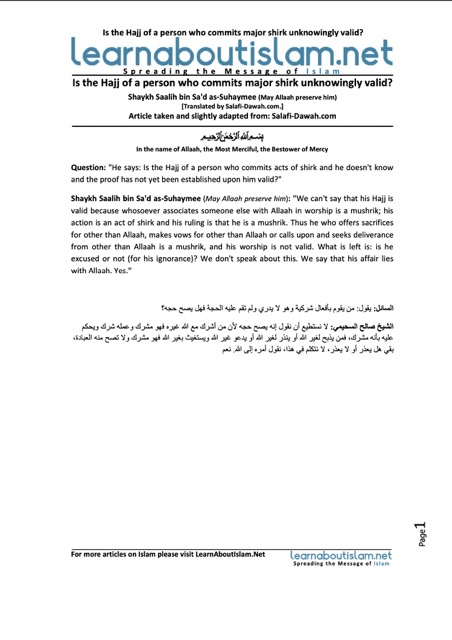 Is the Hajj of a person who commits major shirk unknowingly valid?
learnaboutislam.net
Spreading the Message of Islam
Is the Hajj of a person who commits major shirk unknowingly valid?
Shaykh Saalih bin Sa'd as-Suhaymee (May Allaah preserve him)
[Translated by Salafi-Dawah.com.]
Article taken and slightly adapted from: Salafi-Dawah.com
بسم الله الرحمن الرحيم
In the name of Allaah, the Most Merciful, the Bestower of Mercy
Question: "He says: Is the Hajj of a person who commits acts of shirk and he doesn't know
and the proof has not yet been established upon him valid?"
Shaykh Saalih bin Sa'd as-Suhaymee (May Allaah preserve him): "We can't say that his Hajj is
valid because whosoever associates someone else with Allaah in worship is a mushrik; his
action is an act of shirk and his ruling is that he is a mushrik. Thus he who offers sacrifices
for other than Allaah, makes vows for other than Allaah or calls upon and seeks deliverance
from other than Allaah is a mushrik, and his worship is not valid. What is left is: is he
excused or not (for his ignorance)? We don't speak about this. We say that his affair lies
with Allaah. Yes."
السائل: يقول: من يقوم بأفعال شركية وهو لا يدري ولم تقم عليه الحجة فهل يصح حجه؟
الشيخ صالح السحيمي: لا نستطيع أن نقول إنه يصح حجه لأن من أشرك مع الله غيره فهو مشرك وعمله شرك ويحكم
عليه بأنه مشرك، فمن يذبح لغير الله أو ينذر لغير الله أو يدعو غير الله ويستغيث بغير الله فهو مشرك ولا تصح منه العبادة،
بقي هل يعذر أو لا يعذر، لا نتكلم في هذا، نقول أمره إلى الله. نعم
Page1
For more articles on Islam please visit LearnAboutIslam.Net
learnaboutislam.net
Spreading the Message of Islam